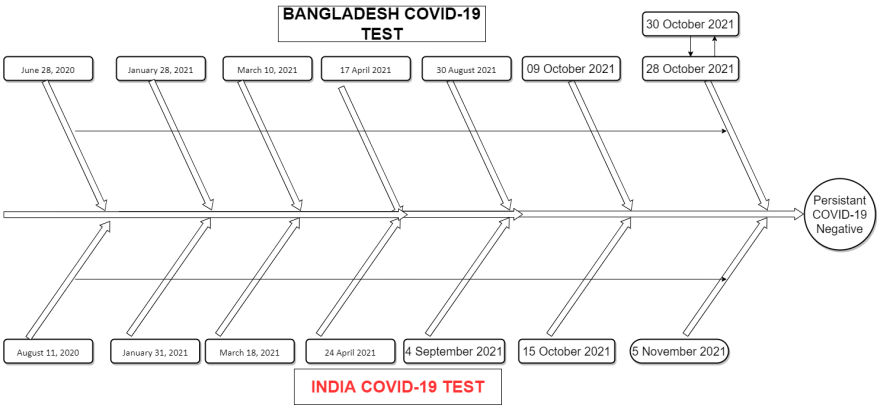 BANGLADESH COVID-19
TEST
30 October 2021
June 28, 2020
January 28, 2021
March 10, 2021
17 April 2021
30 August 2021
09 October 2021
28 October 2021
Persistant
COVID-19
Negative
August 11, 2020
January 31, 2021
March 18, 2021
24 April 2021
4 September 2021
15 October 2021
5 November 2021
INDIA COVID-19 TEST